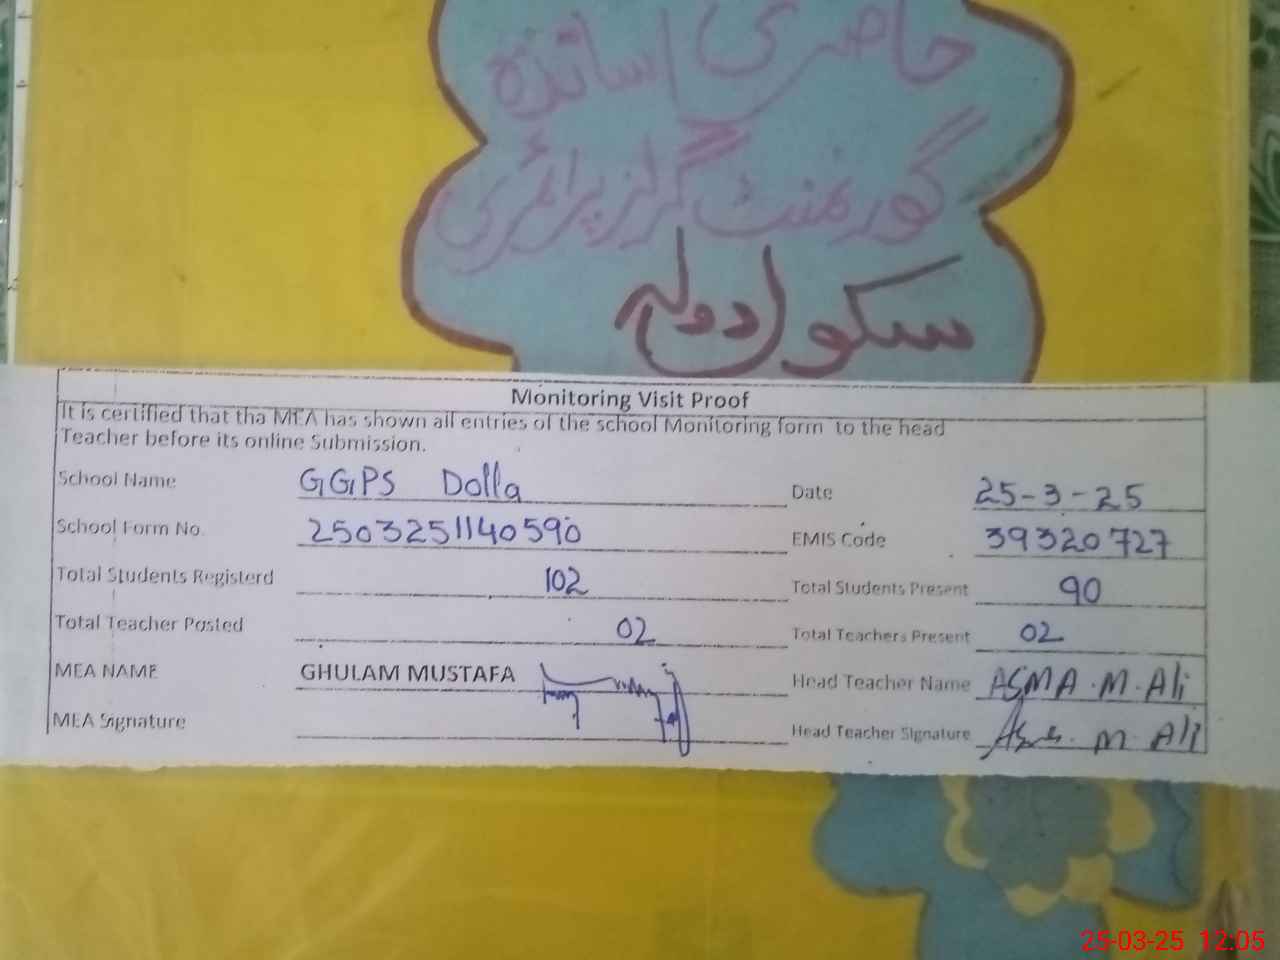 حاضری اساتذہ
گورنمنٹ گرلز پرائمری
سکول دولہ
Monitoring Visit Proof
It is certified that tha MEA has shown all entries of the school Monitoring form to the head
Teacher before its online Submission.
School Name GGPS Dolla Date 25-3-25
School Form No. 2503251140590 EMIS Code 39320727
Total Students Registerd 102 Total Students Present 90
Total Teacher Posted 02 Total Teachers Present 02
MEA NAME GHULAM MUSTAFA Head Teacher Name ASMA.M.Ali
MEA Signature Head Teacher Signature Asma.M.Ali
25-03-25 12:05